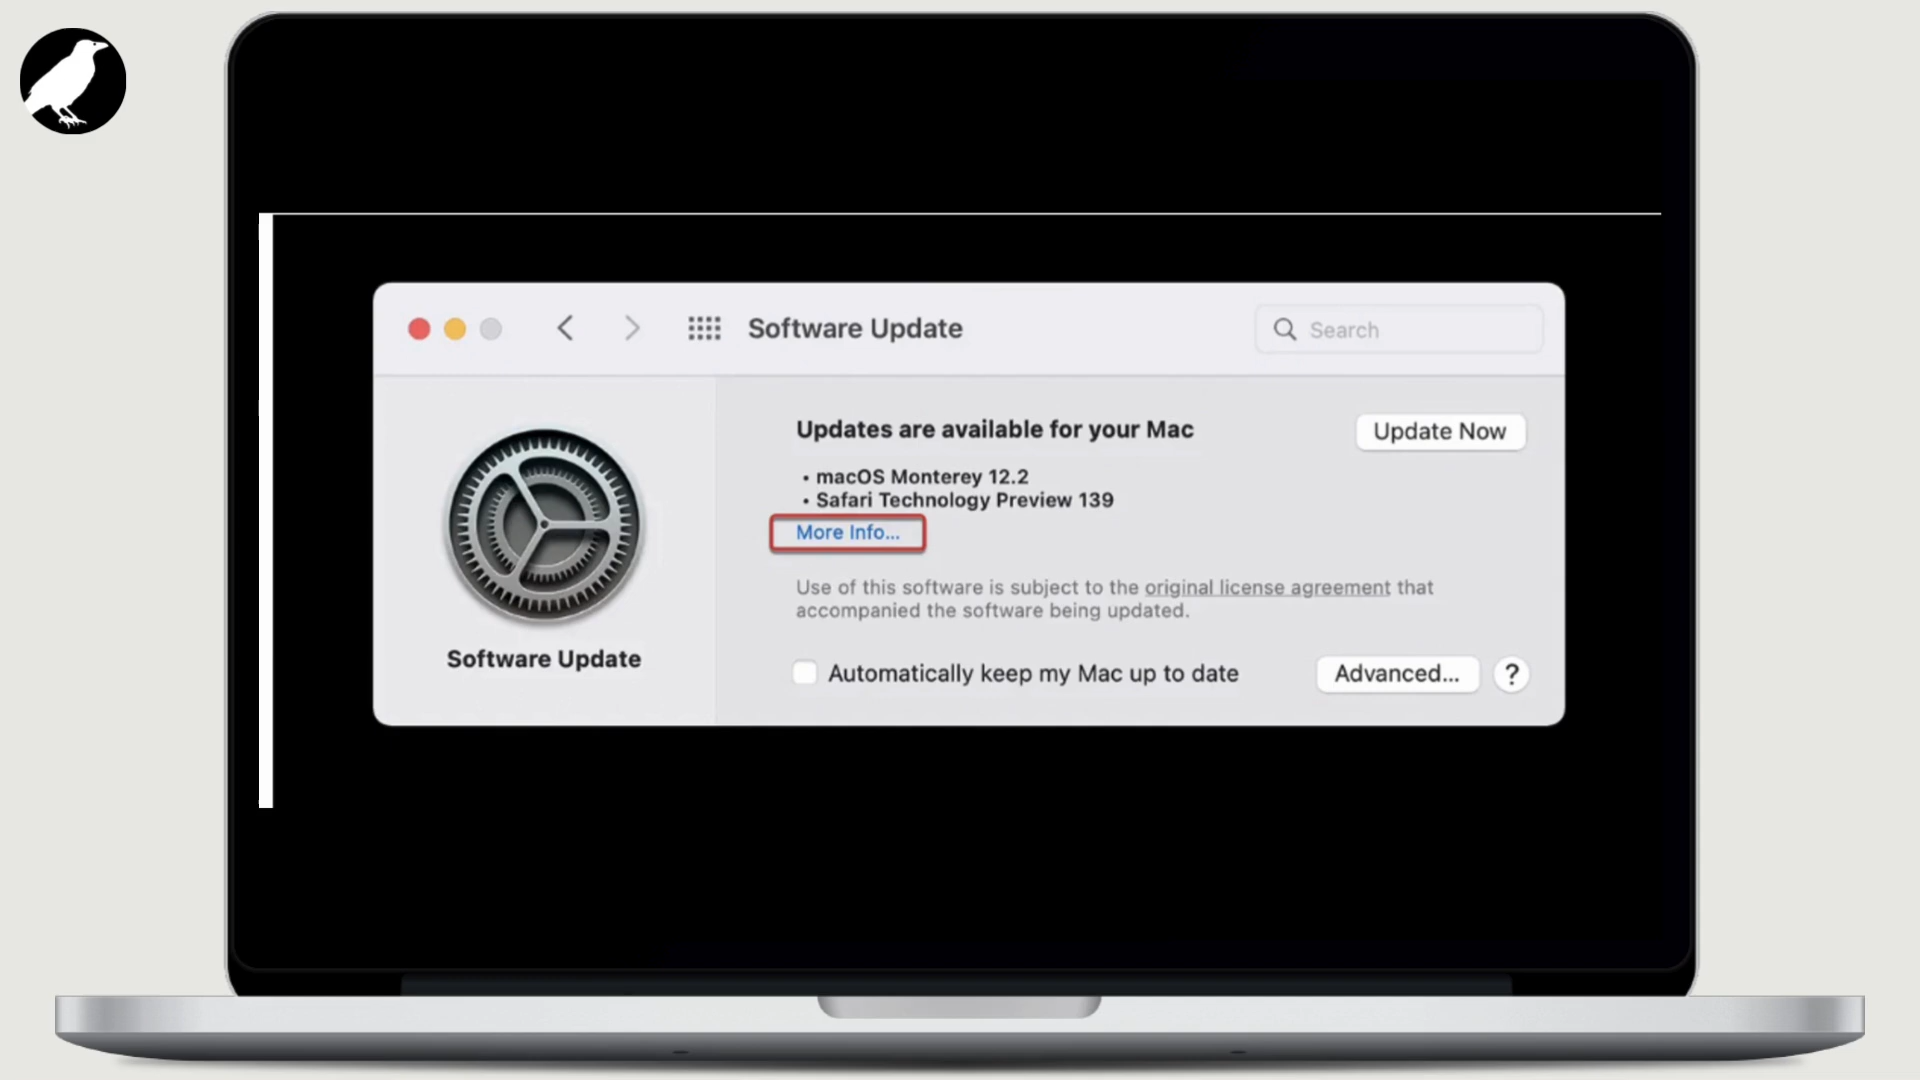 Software Update
Search
Updates are available for your Mac
Update Now
• macOS Monterey 12.2
• Safari Technology Preview 139
More Info...
Use of this software is subject to the original license agreement that
accompanied the software being updated.
Software Update
Automatically keep my Mac up to date
Advanced...
?